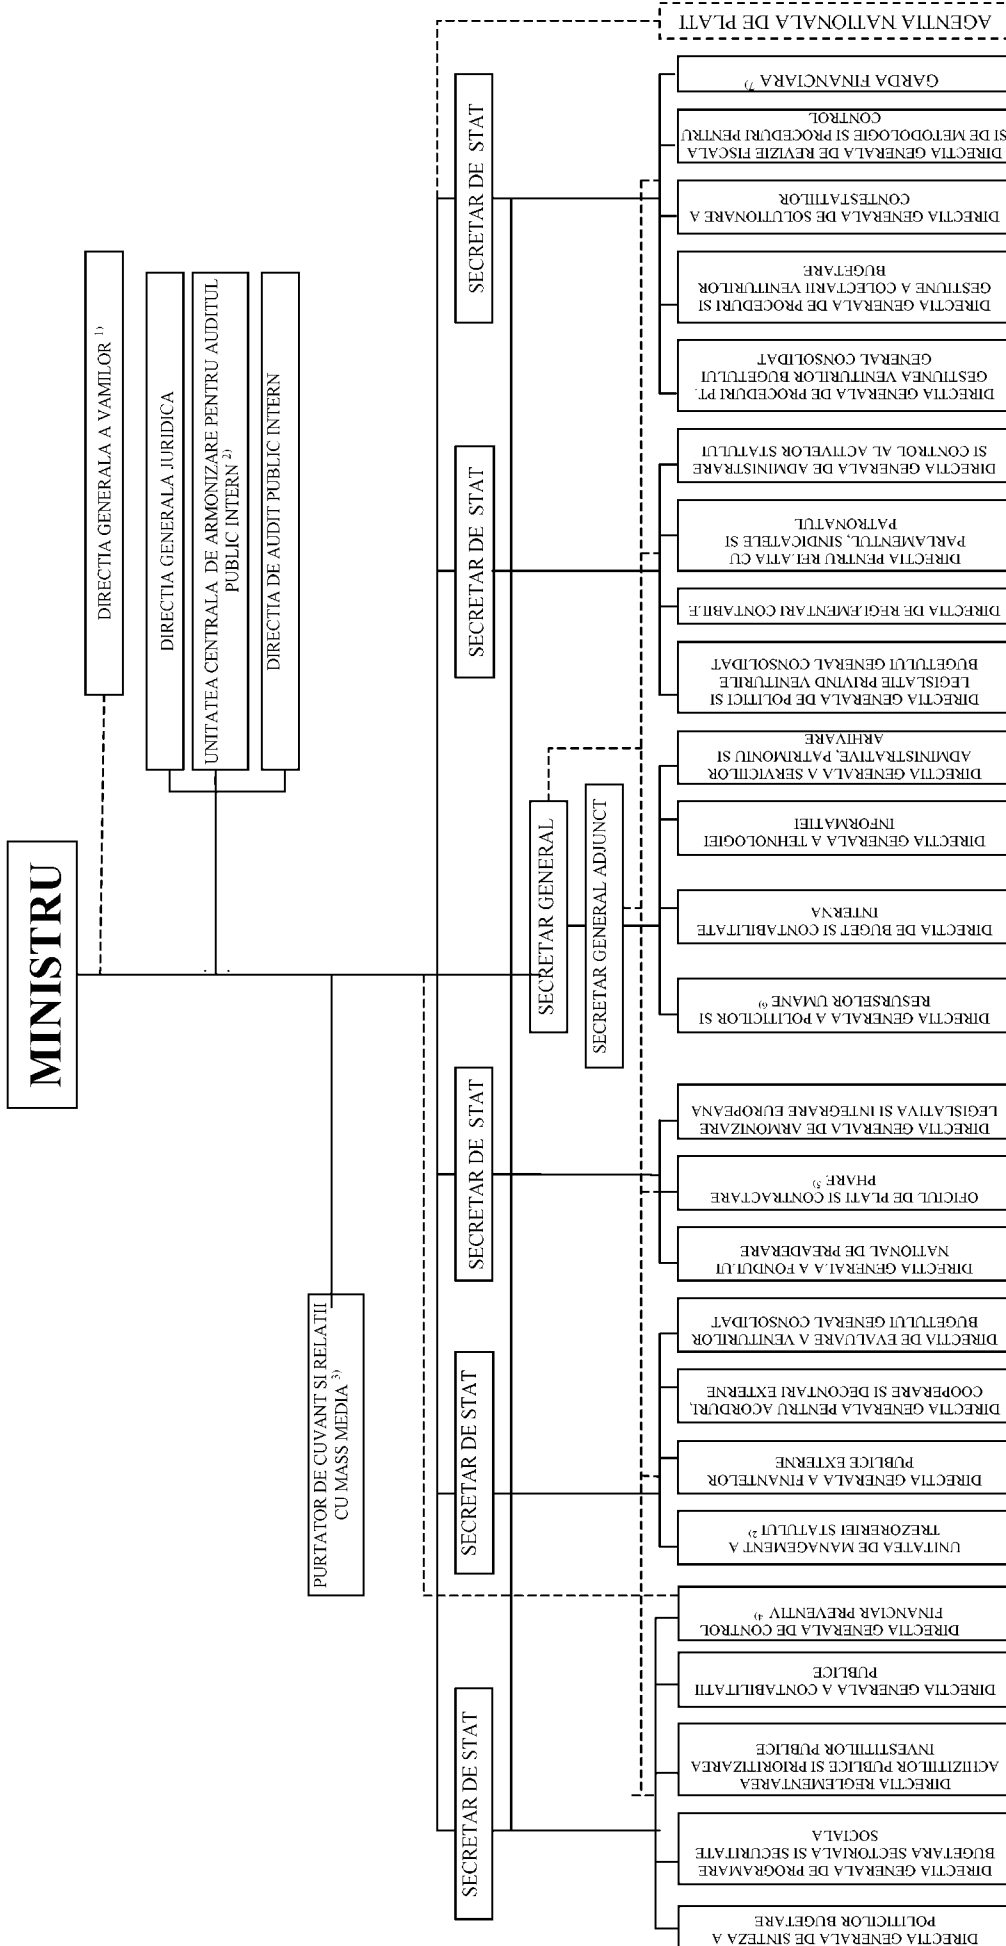 MINISTRU
DIRECTIA GENERALA A VAMILOR 1)
DIRECTIA GENERALA JURIDICA
UNITATEA CENTRALA DE ARMONIZARE PENTRU AUDITUL
PUBLIC INTERN 2)
DIRECTIA DE AUDIT PUBLIC INTERN
PURTATOR DE CUVANT SI RELATII
CU MASS MEDIA 3)
SECRETAR DE STAT
SECRETAR DE STAT
SECRETAR DE STAT
SECRETAR DE STAT
SECRETAR DE STAT
SECRETAR GENERAL
SECRETAR GENERAL ADJUNCT
DIRECTIA GENERALA DE SINTEZA A
POLITICILOR BUGETARE
DIRECTIA GENERALA DE PROGRAMARE
BUGETARA SECTORIALA SI SECURITATE
SOCIALA
DIRECTIA REGLEMENTAREA
ACHIZITIILOR PUBLICE SI PRIORITIZAREA
INVESTITIILOR PUBLICE
DIRECTIA GENERALA A CONTABILITATII
PUBLICE
DIRECTIA GENERALA DE CONTROL
FINANCIAR PREVENTIV 4)
UNITATEA DE MANAGEMENT A
TREZORERIEI STATULUI 2)
DIRECTIA GENERALA A FINANTELOR
PUBLICE EXTERNE
DIRECTIA GENERALA PENTRU ACORDURI,
COOPERARE SI DECONTARI EXTERNE
DIRECTIA DE EVALUARE A VENITURILOR
BUGETULUI GENERAL CONSOLIDAT
DIRECTIA GENERALA A FONDULUI
NATIONAL DE PREADERARE
OFICIUL DE PLATI SI CONTRACTARE
PHARE 5)
DIRECTIA GENERALA DE ARMONIZARE
LEGISLATIVA SI INTEGRARE EUROPEANA
DIRECTIA GENERALA A POLITICILOR SI
RESURSELOR UMANE 6)
DIRECTIA DE BUGET SI CONTABILITATE
INTERNA
DIRECTIA GENERALA A TEHNOLOGIEI
INFORMATIEI
DIRECTIA GENERALA A SERVICIILOR
ADMINISTRATIVE, PATRIMONIU SI
ARHIVARE
DIRECTIA GENERALA DE POLITICI SI
LEGISLATIE PRIVIND VENITURILE
BUGETULUI GENERAL CONSOLIDAT
DIRECTIA DE REGLEMENTARI CONTABILE
DIRECTIA PENTRU RELATIA CU
PARLAMENTUL, SINDICATELE SI
PATRONATUL
DIRECTIA GENERALA DE ADMINISTRARE
SI CONTROL AL ACTIVELOR STATULUI
DIRECTIA GENERALA DE PROCEDURI PT.
GESTIUNEA VENITURILOR BUGETULUI
GENERAL CONSOLIDAT
DIRECTIA GENERALA DE PROCEDURI SI
GESTIUNE A COLECTARII VENITURILOR
BUGETARE
DIRECTIA GENERALA DE SOLUTIONARE A
CONTESTATIILOR
DIRECTIA GENERALA DE REVIZIE FISCALA
SI DE METODOLOGIE SI PROCEDURI PENTRU
CONTROL
GARDA FINANCIARA 7)
AGENTIA NATIONALA DE PLATI